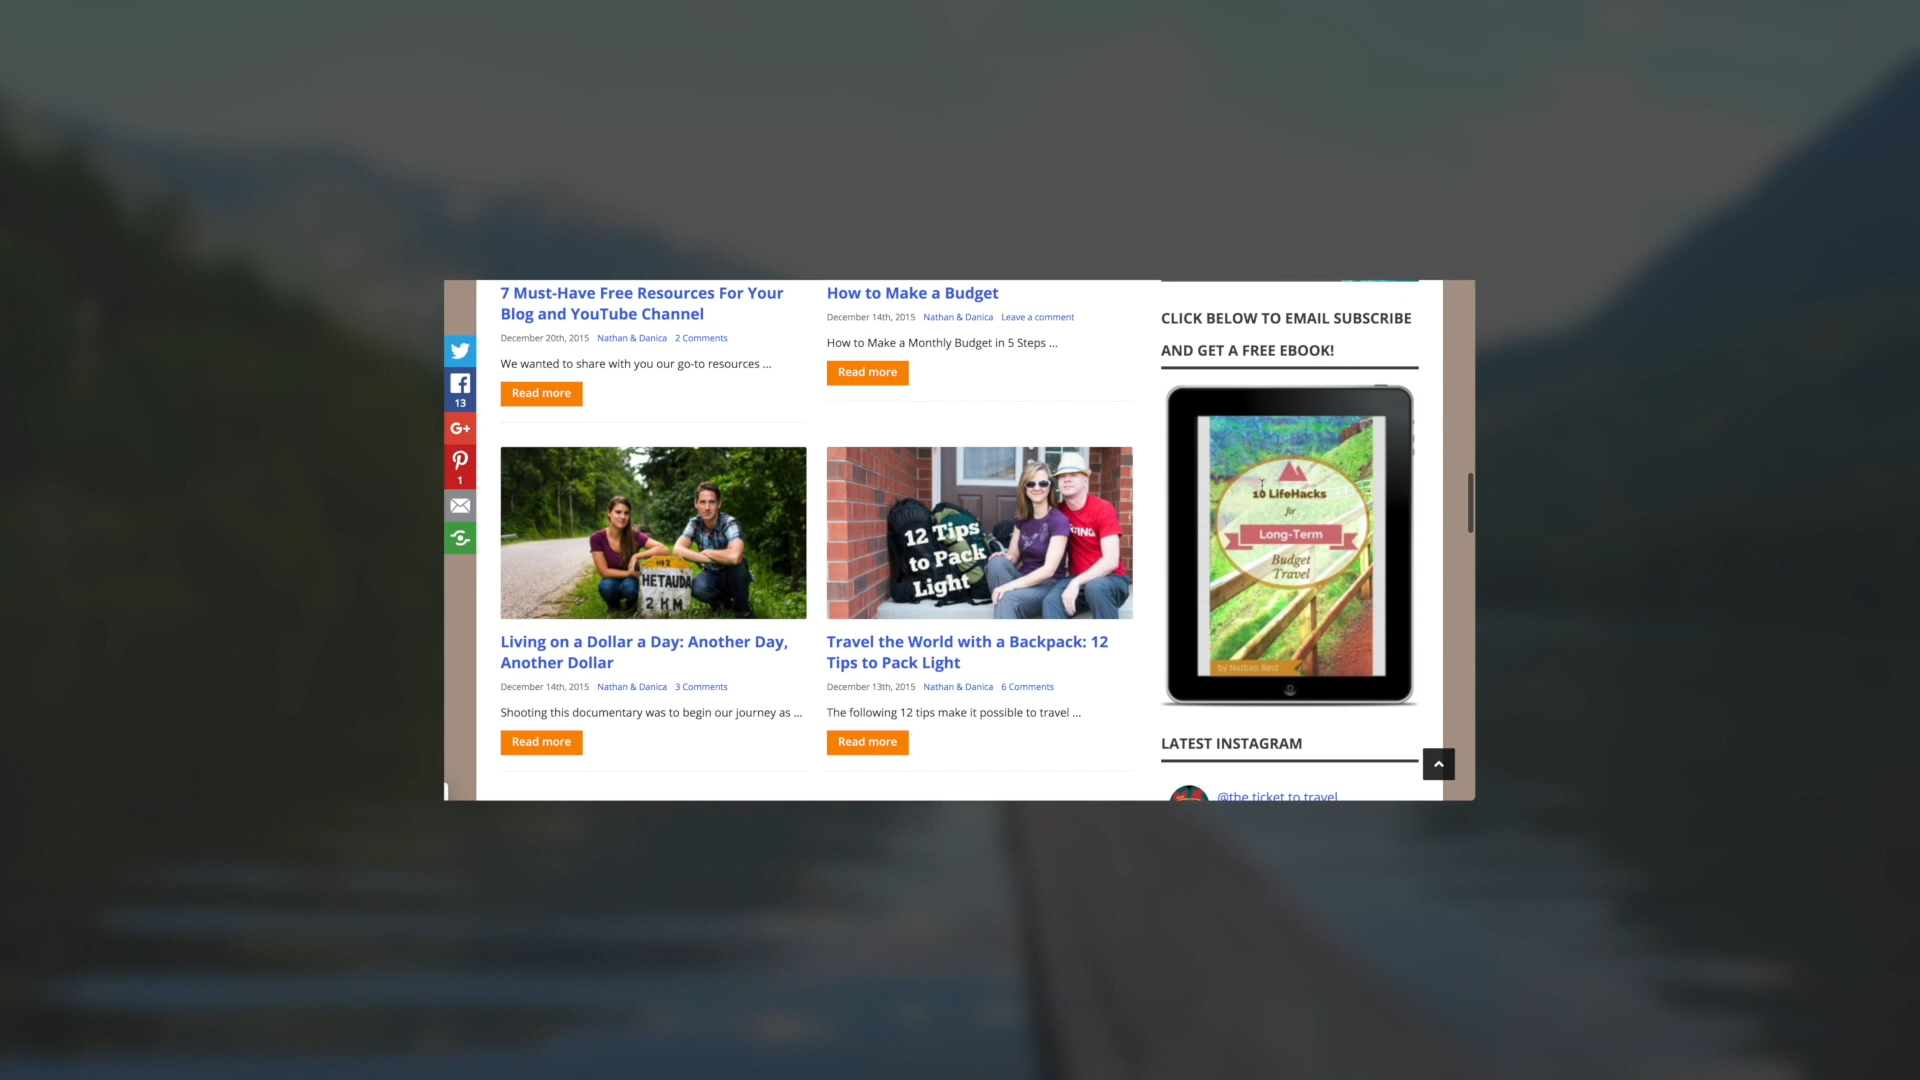 7 Must-Have Free Resources For Your
Blog and YouTube Channel
December 20th, 2015 Nathan & Danica 2 Comments
We wanted to share with you our go-to resources ...
Read more
How to Make a Budget
December 14th, 2015 Nathan & Danica Leave a comment
How to Make a Monthly Budget in 5 Steps ...
Read more
13
G+
1
HETAUDA
2 KM
Living on a Dollar a Day: Another Day,
Another Dollar
December 14th, 2015 Nathan & Danica 3 Comments
Shooting this documentary was to begin our journey as ...
Read more
12 Tips
to Pack
Light
Travel the World with a Backpack: 12
Tips to Pack Light
December 13th, 2015 Nathan & Danica 6 Comments
The following 12 tips make it possible to travel ...
Read more
CLICK BELOW TO EMAIL SUBSCRIBE
AND GET A FREE EBOOK!
10 LifeHacks
for
Long-Term
Budget
Travel
by Nathan Reid
LATEST INSTAGRAM
@the.ticket.to.travel